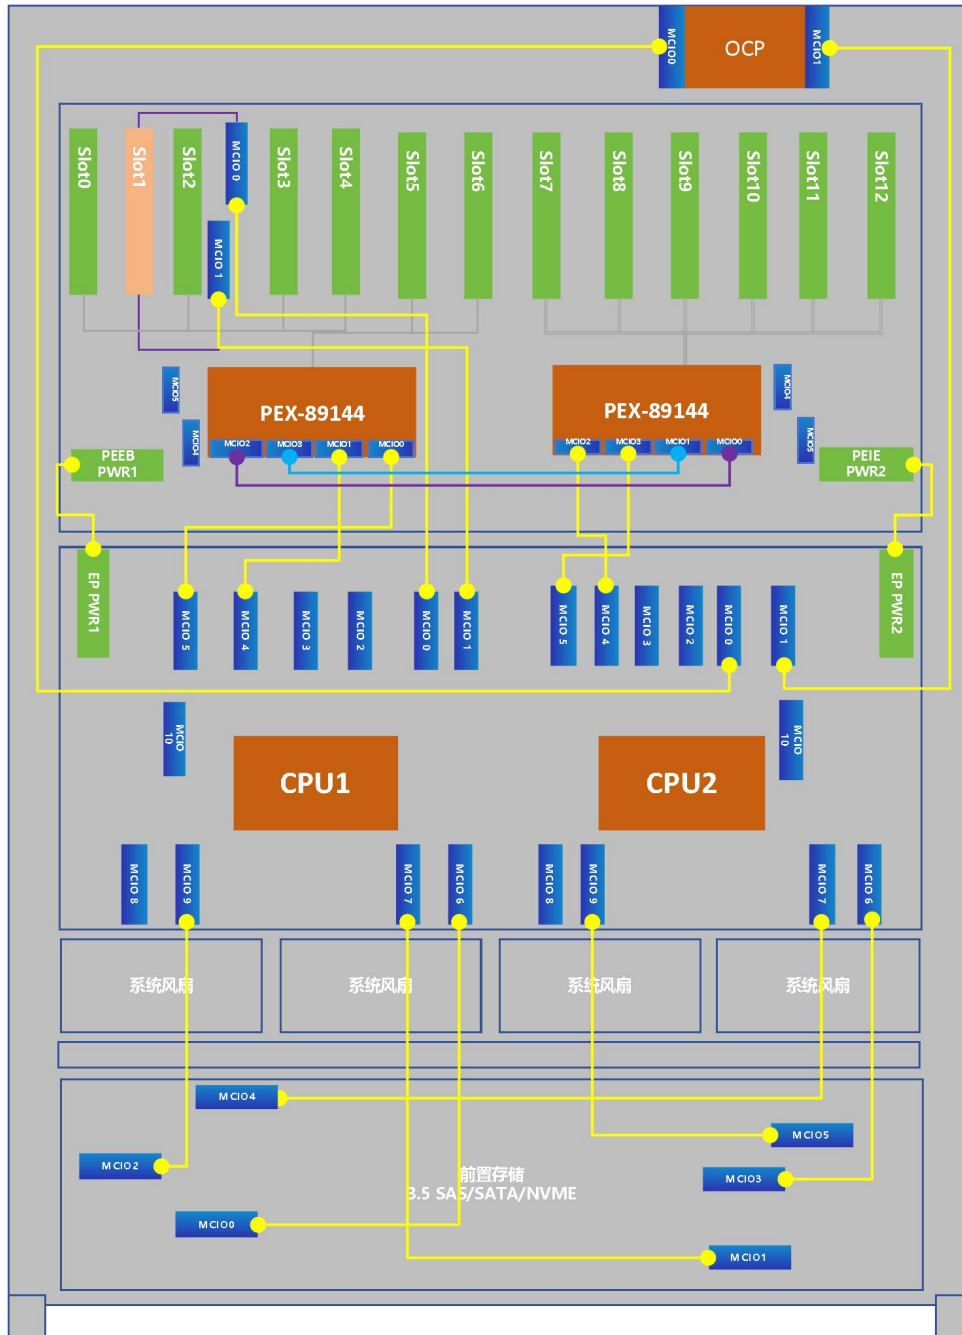 OCP
MCIO0
MCIO1
Slot0
Slot1
Slot2
MCIO 0
MCIO 1
Slot3
Slot4
Slot5
Slot6
Slot7
Slot8
Slot9
Slot10
Slot11
Slot12
MCIO5
MCIO4
PEX-89144
MCIO2
MCIO3
MCIO1
MCIO0
PEX-89144
MCIO2
MCIO3
MCIO1
MCIO0
MCIO4
MCIO5
PEEB
PWR1
PEIE
PWR2
EP PWR1
EP PWR2
MCIO 5
MCIO 4
MCIO 3
MCIO 2
MCIO 0
MCIO 1
MCIO 5
MCIO 4
MCIO 3
MCIO 2
MCIO 0
MCIO 1
MCIO
10
MCIO
10
CPU1
CPU2
MCIO 8
MCIO 9
MCIO 7
MCIO 6
MCIO 8
MCIO 9
MCIO 7
MCIO 6
系统风扇
系统风扇
系统风扇
系统风扇
MCIO4
MCIO5
MCIO2
MCIO3
前置存储
3.5 SAS/SATA/NVME
MCIO0
MCIO1